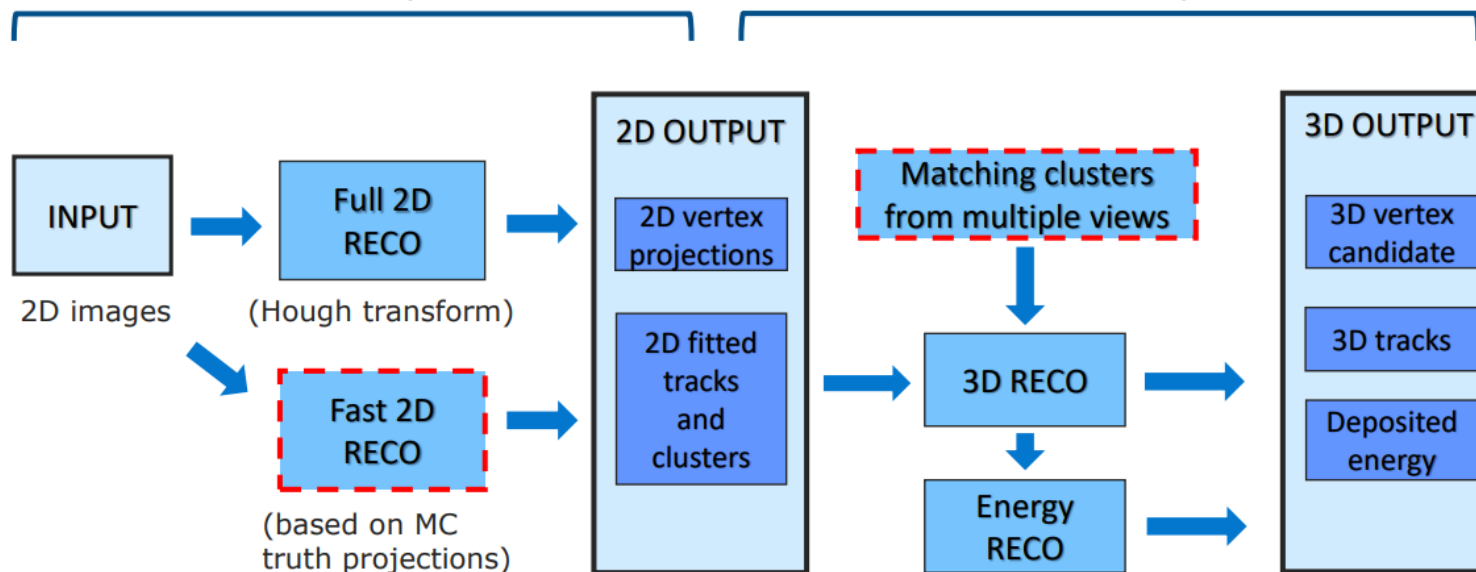 INPUT
2D images
Full 2D
RECO
(Hough transform)
Fast 2D
RECO
(based on MC
truth projections)
2D OUTPUT
2D vertex
projections
2D fitted
tracks
and
clusters
Matching clusters
from multiple views
3D RECO
Energy
RECO
3D OUTPUT
3D vertex
candidate
3D tracks
Deposited
energy